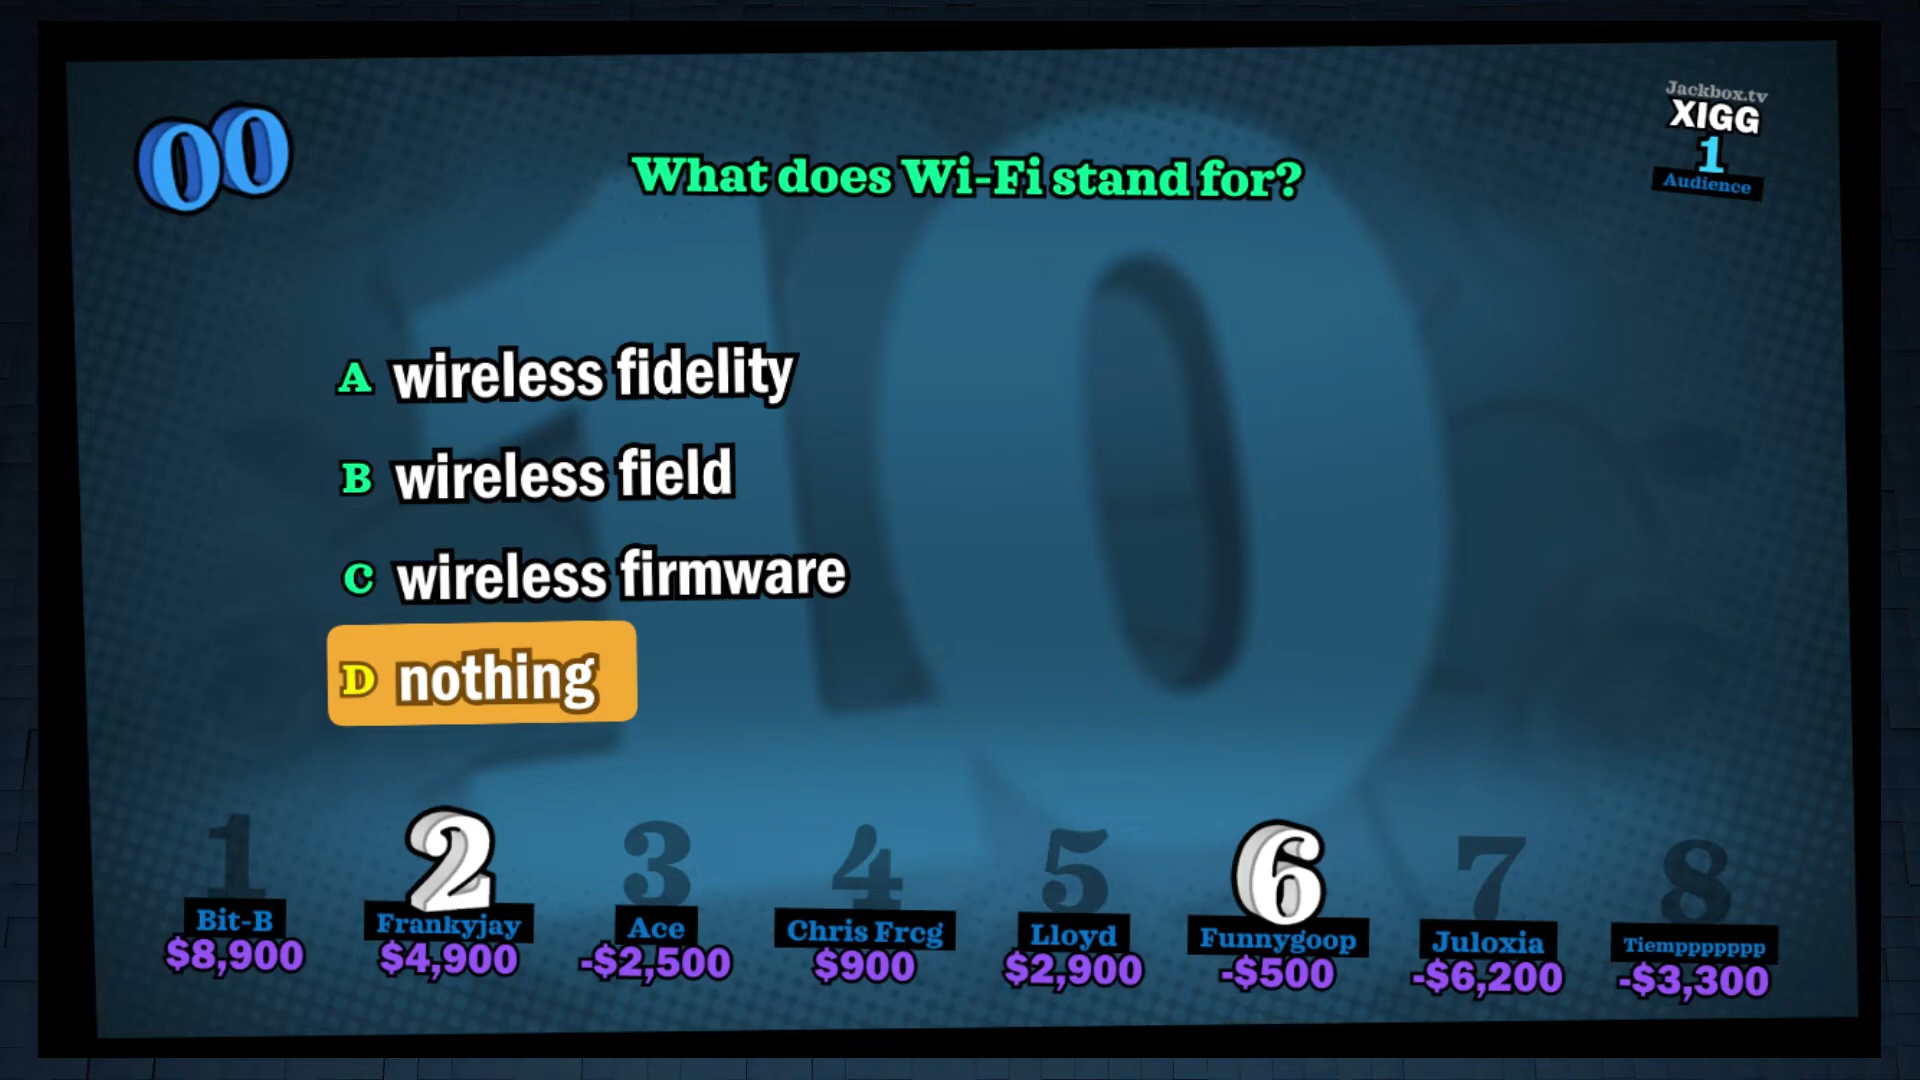 00
What does Wi-Fi stand for?
Jackbox.tv
XIGG
1
Audience
10
A wireless fidelity
B wireless field
C wireless firmware
D nothing
1 2 3 4 5 6 7 8
Bit-B Frankyjay Ace Chris Frcg Lloyd Funnygoop Juloxia Tiemppppppp
$8,900 $4,900 -$2,500 $900 $2,900 -$500 -$6,200 -$3,300